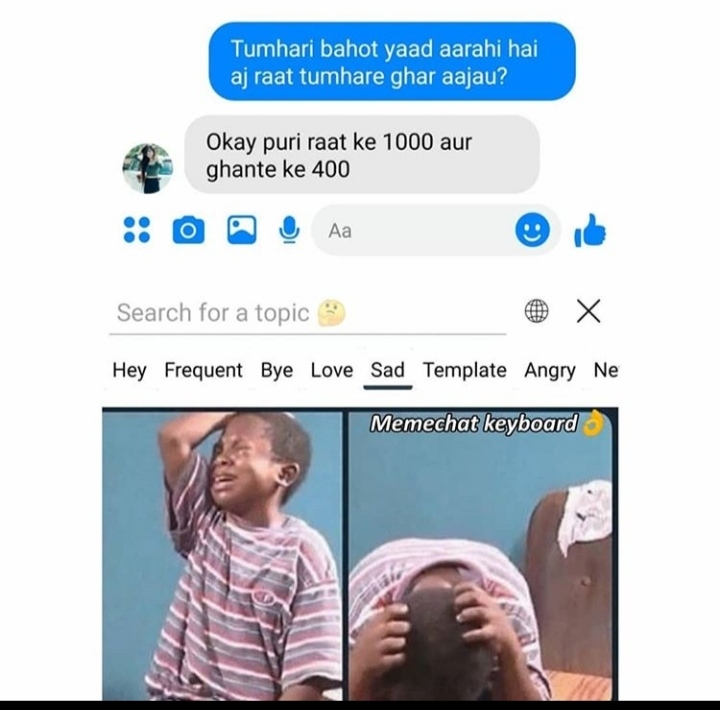 Tumhari bahot yaad aarahi hai
aj raat tumhare ghar aajau?
Okay puri raat ke 1000 aur
ghante ke 400
Aa
Search for a topic 🤔
Hey Frequent Bye Love Sad Template Angry Ne
Memechat keyboard 👌